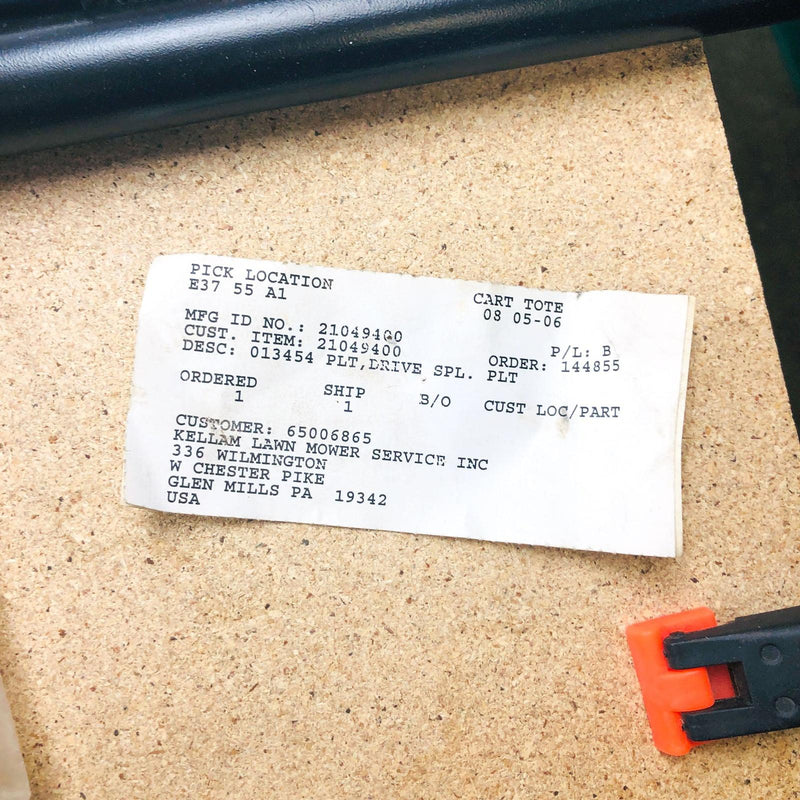 PICK LOCATION
E37 55 A1
CART TOTE
08 05-06
MFG ID NO.: 21049400
CUST. ITEM: 21049400
P/L: B
ORDER: 144855
DESC: 013454 PLT,DRIVE SPL. PLT
ORDERED SHIP B/O CUST LOC/PART
1 1
CUSTOMER: 65006865
KELLAM LAWN MOWER SERVICE INC
336 WILMINGTON
W CHESTER PIKE
GLEN MILLS PA 19342
USA